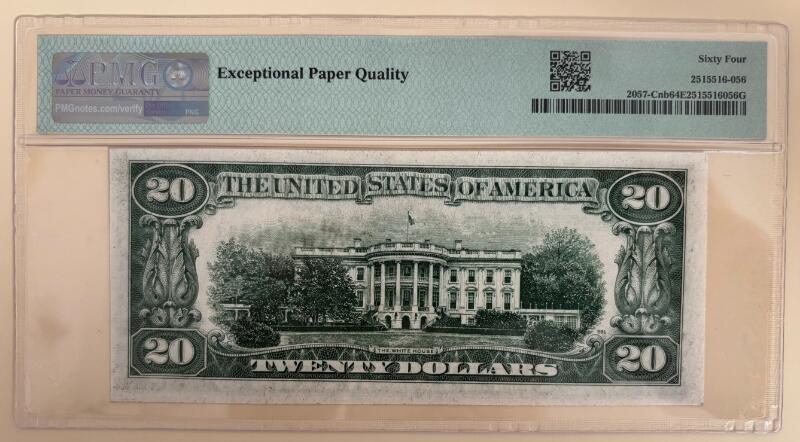 PMG
PAPER MONEY GUARANTY
PMGnotes.com/verify
PMG
Exceptional Paper Quality
Sixty Four
2515516-056
2057-Cnb64E2515516056G
20 THE UNITED STATES OF AMERICA 20
THE WHITE HOUSE
20 TWENTY DOLLARS 20